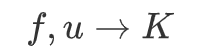 f, u → K